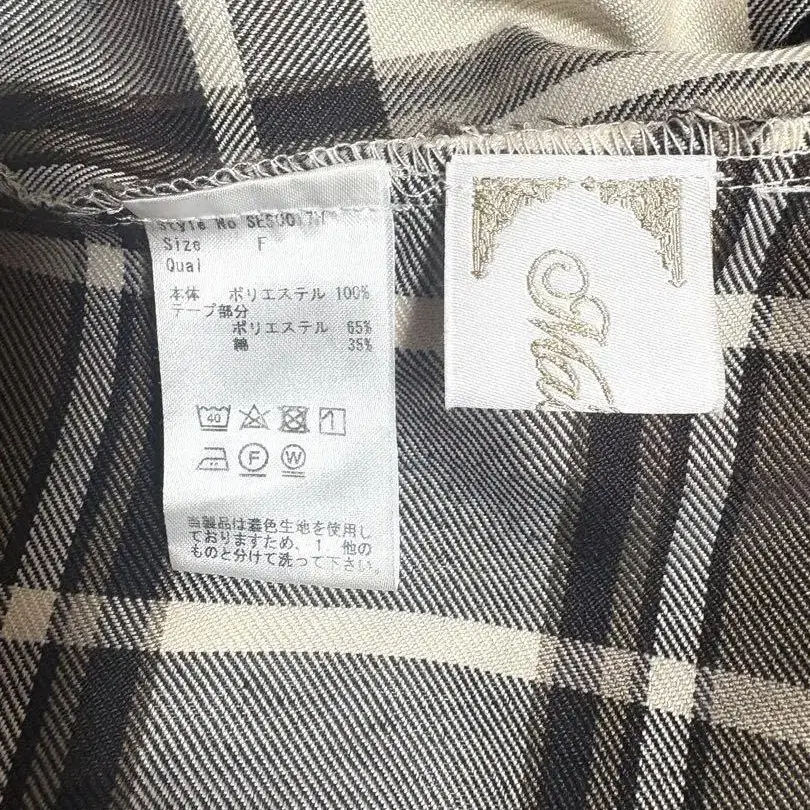 Style No
Size F
Qual
本体 ポリエステル 100%
テープ部分
ポリエステル 65%
綿 35%
40
F
W
当製品は濃色生地を使用し
ておりますため、1 他の
ものと分けて洗って下さい。